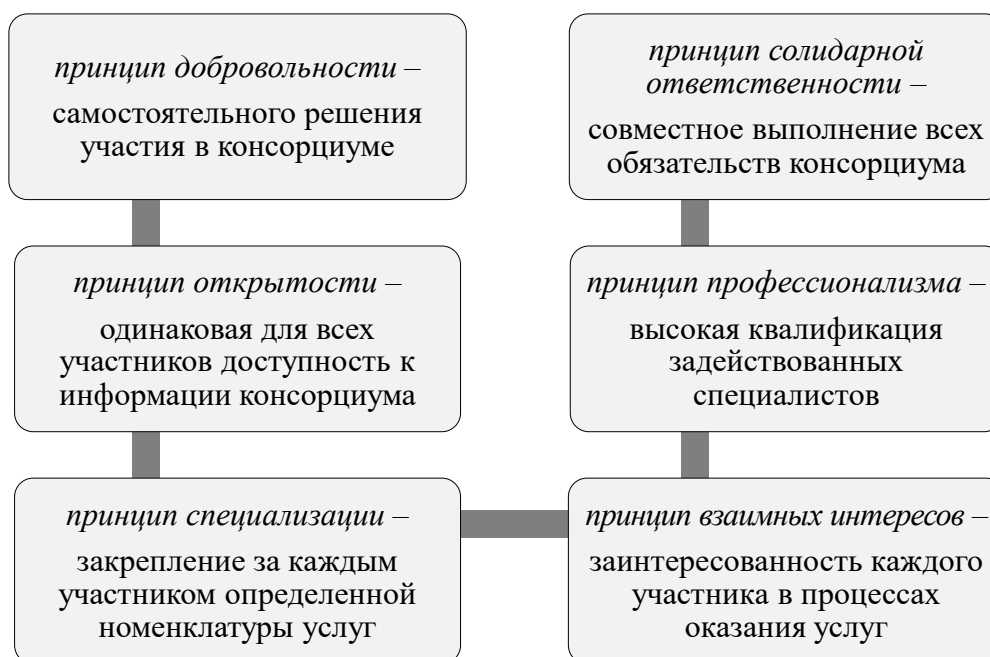 принцип добровольности –
самостоятельного решения
участия в консорциуме
принцип открытости –
одинаковая для всех
участников доступность к
информации консорциума
принцип специализации –
закрепление за каждым
участником определенной
номенклатуры услуг
принцип взаимных интересов –
заинтересованность каждого
участника в процессах
оказания услуг
принцип профессионализма –
высокая квалификация
задействованных
специалистов
принцип солидарной
ответственности –
совместное выполнение всех
обязательств консорциума